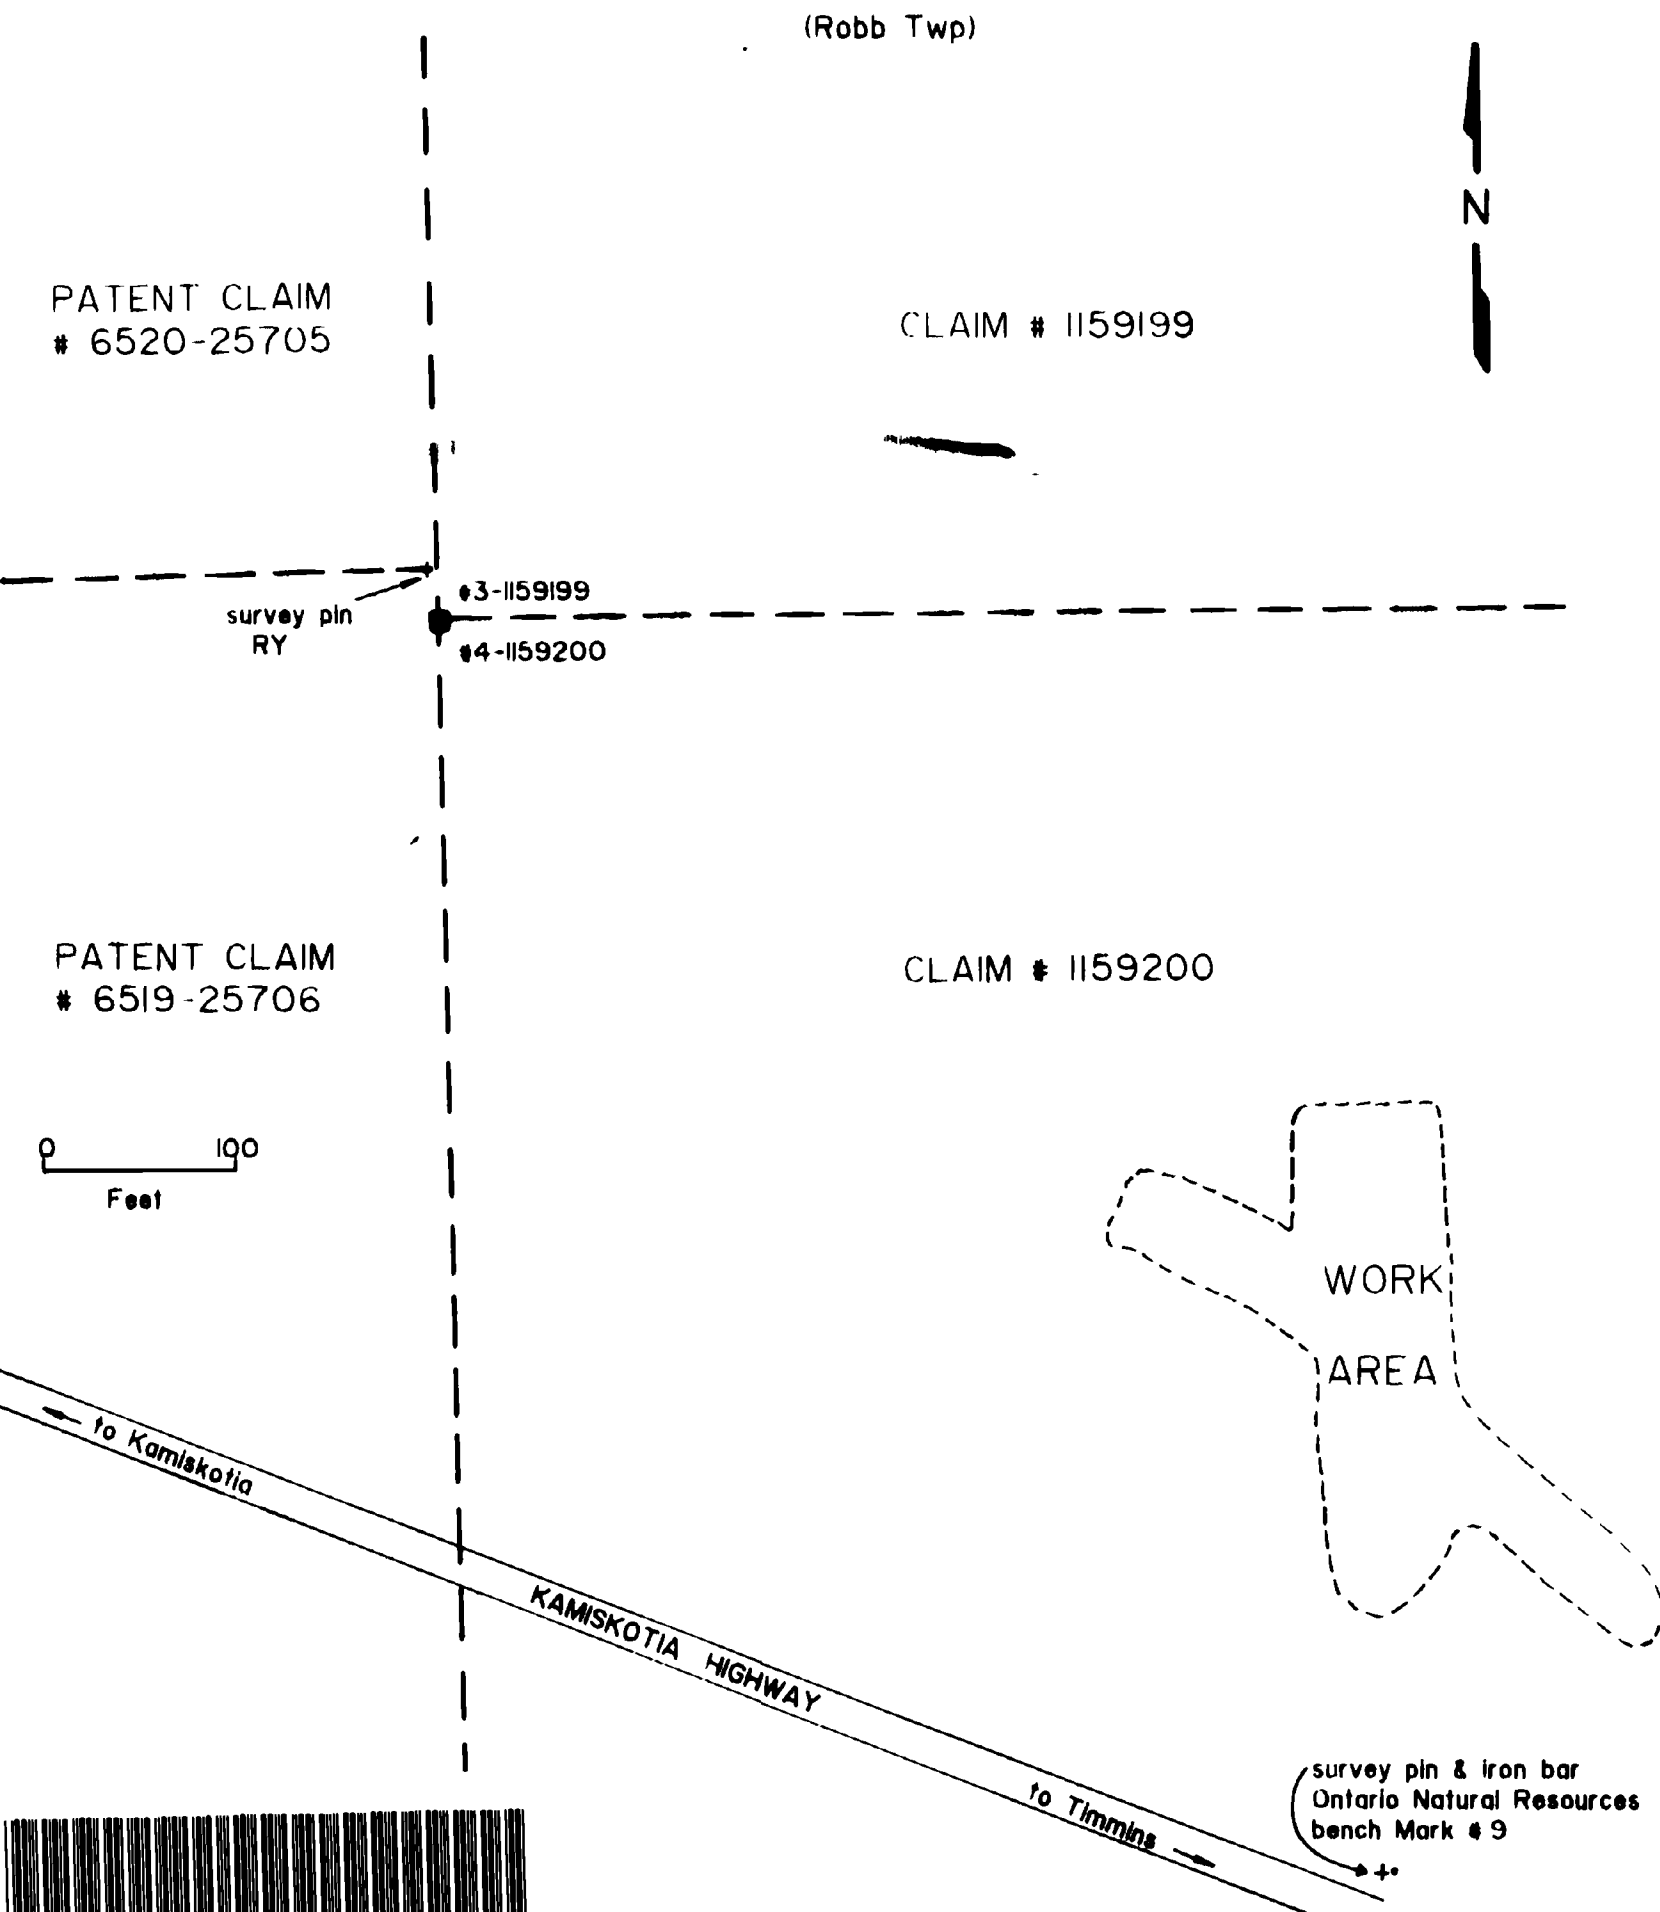 (Robb Twp)
N
PATENT CLAIM
# 6520-25705
CLAIM # 1159199
#3-1159199
survey pin
RY
#4-1159200
PATENT CLAIM
# 6519-25706
CLAIM # 1159200
0 100
Feet
WORK
AREA
to Kamiskotia
KAMISKOTIA HIGHWAY
to Timmins
survey pin & iron bar
Ontario Natural Resources
bench Mark # 9